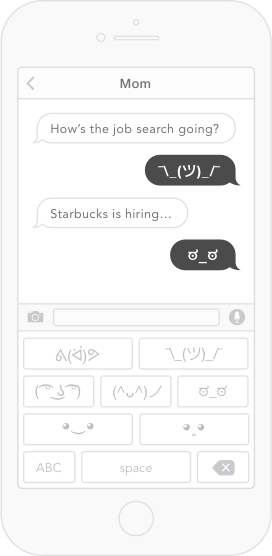 Mom
How's the job search going?
¯\_(ツ)_/¯
Starbucks is hiring...
ಠ_ಠ
¯\_(ツ)_/¯
( ͡° ͜ʖ ͡°) (^ᴗ^)ノ ಠ_ಠ
ABC space